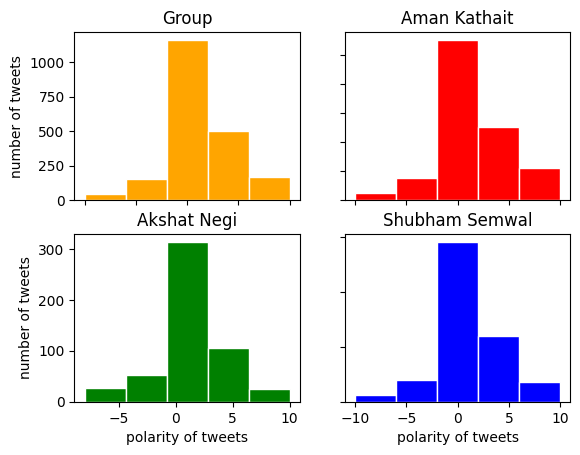 Group
Aman Kathait
number of tweets
1000
750
500
250
0
Akshat Negi
Shubham Semwal
number of tweets
300
200
100
0
−5
0
5
10
−10
−5
0
5
10
polarity of tweets
polarity of tweets